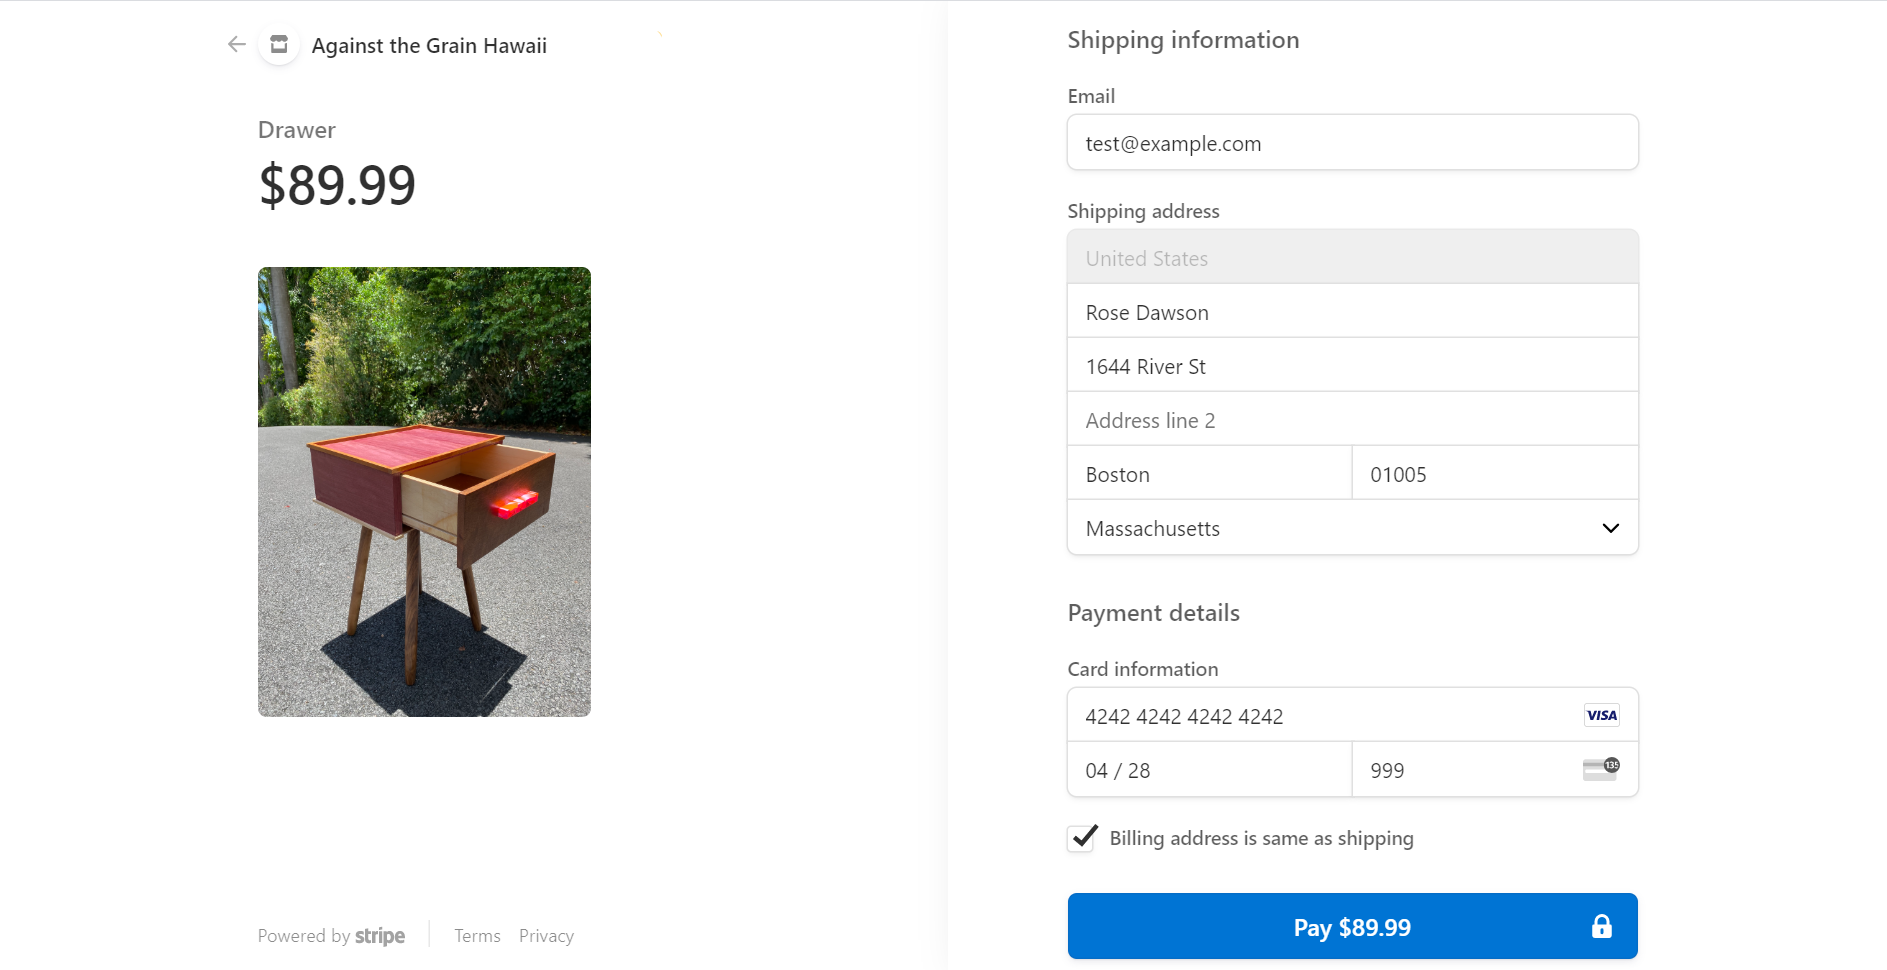 Against the Grain Hawaii
Drawer
$89.99
Powered by stripe
Terms
Privacy
Shipping information
Email
test@example.com
Shipping address
United States
Rose Dawson
1644 River St
Address line 2
Boston
01005
Massachusetts
Payment details
Card information
4242 4242 4242 4242
VISA
04 / 28
999
135
Billing address is same as shipping
Pay $89.99